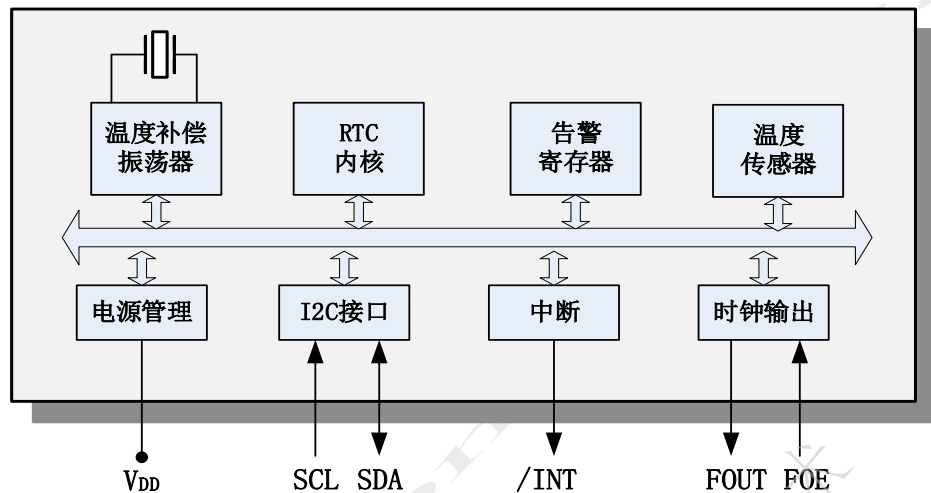 温度补偿
振荡器
RTC
内核
告警
寄存器
温度
传感器
电源管理
I2C接口
中断
时钟输出
VDD
SCL SDA
/INT
FOUT FOE